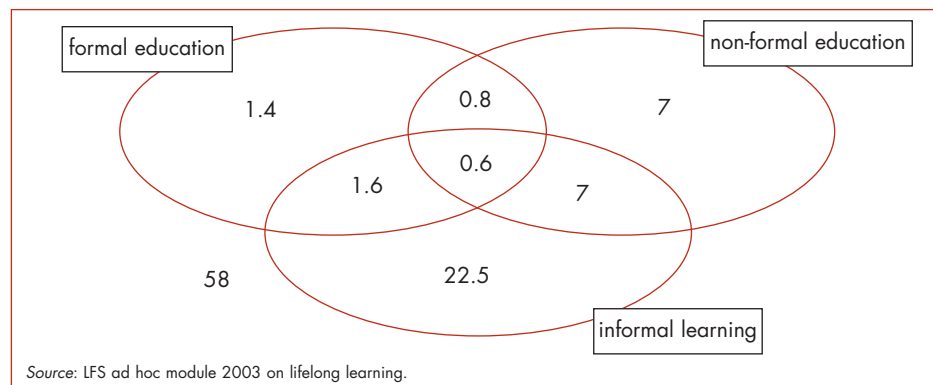 formal education
non-formal education
1.4
0.8
7
0.6
1.6
7
58
22.5
informal learning
Source: LFS ad hoc module 2003 on lifelong learning.